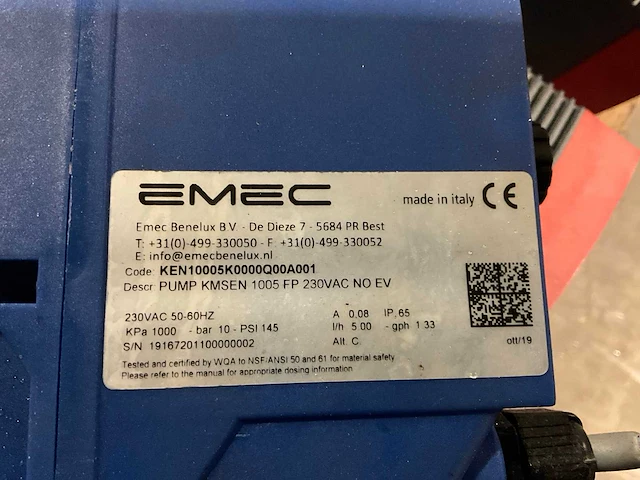 EMEC made in italy CE
Emec Benelux B.V. - De Dieze 7 - 5684 PR Best
T: +31(0)-499-330050 - F: +31(0)-499-330052
E: info@emecbenelux.nl
Code: KEN10005K0000Q00A001
Descr: PUMP KMSEN 1005 FP 230VAC NO EV
230VAC 50-60HZ A 0.08 IP, 65
KPa 1000 - bar 10 - PSI 145 l/h 5.00 - gph 1.33
S/N 19167201100000002 Alt. C. ott/19
Tested and certified by WQA to NSF/ANSI 50 and 61 for material safety
Please refer to the manual for appropriate dosing information.